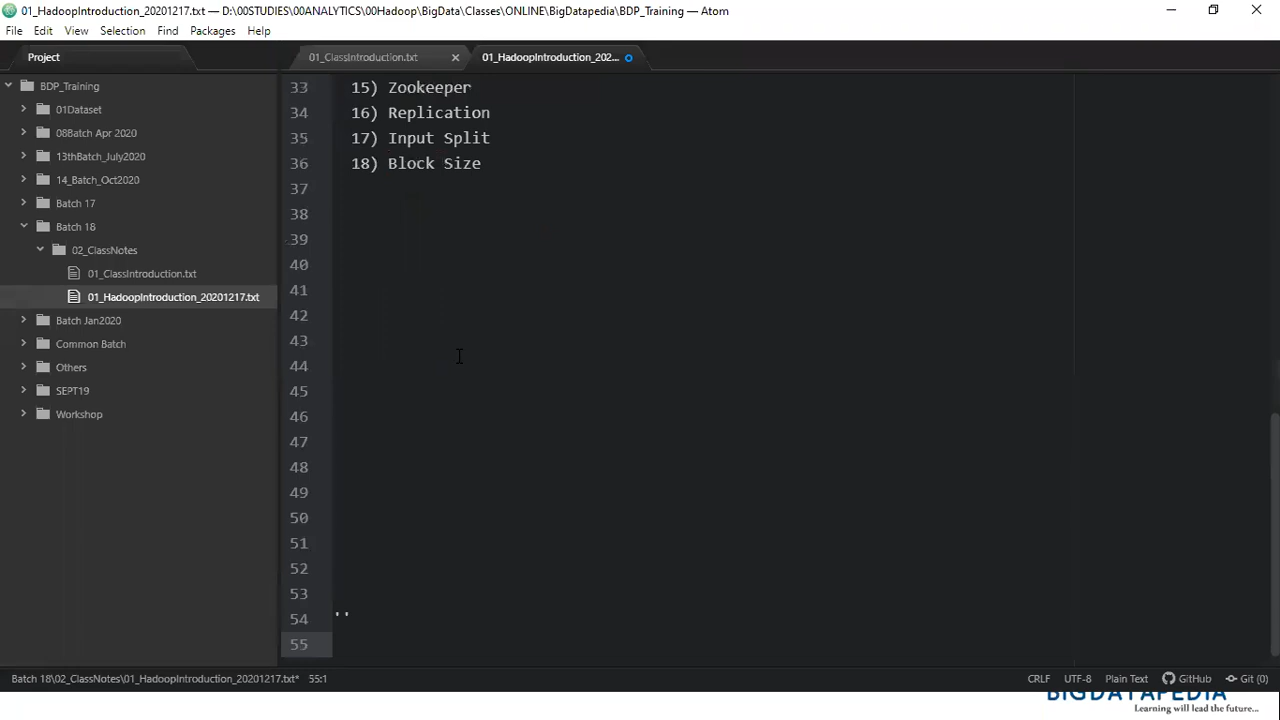 01_HadoopIntroduction_20201217.txt — D:\00STUDIES\00ANALYTICS\00Hadoop\BigData\Classes\ONLINE\BigDatapedia\BDP_Training — Atom
File Edit View Selection Find Packages Help
Project
01_ClassIntroduction.txt
01_HadoopIntroduction_202...
BDP_Training
01Dataset
08Batch Apr 2020
13thBatch_July2020
14_Batch_Oct2020
Batch 17
Batch 18
02_ClassNotes
01_ClassIntroduction.txt
01_HadoopIntroduction_20201217.txt
Batch Jan2020
Common Batch
Others
SEPT19
Workshop
33 15) Zookeeper
34 16) Replication
35 17) Input Split
36 18) Block Size
37
38
39
40
41
42
43
44
45
46
47
48
49
50
51
52
53
54 ''
55
Batch 18\02_ClassNotes\01_HadoopIntroduction_20201217.txt* 55:1 CRLF UTF-8 Plain Text GitHub Git (0)
BIGDATAPEDIA
Learning will lead the future...